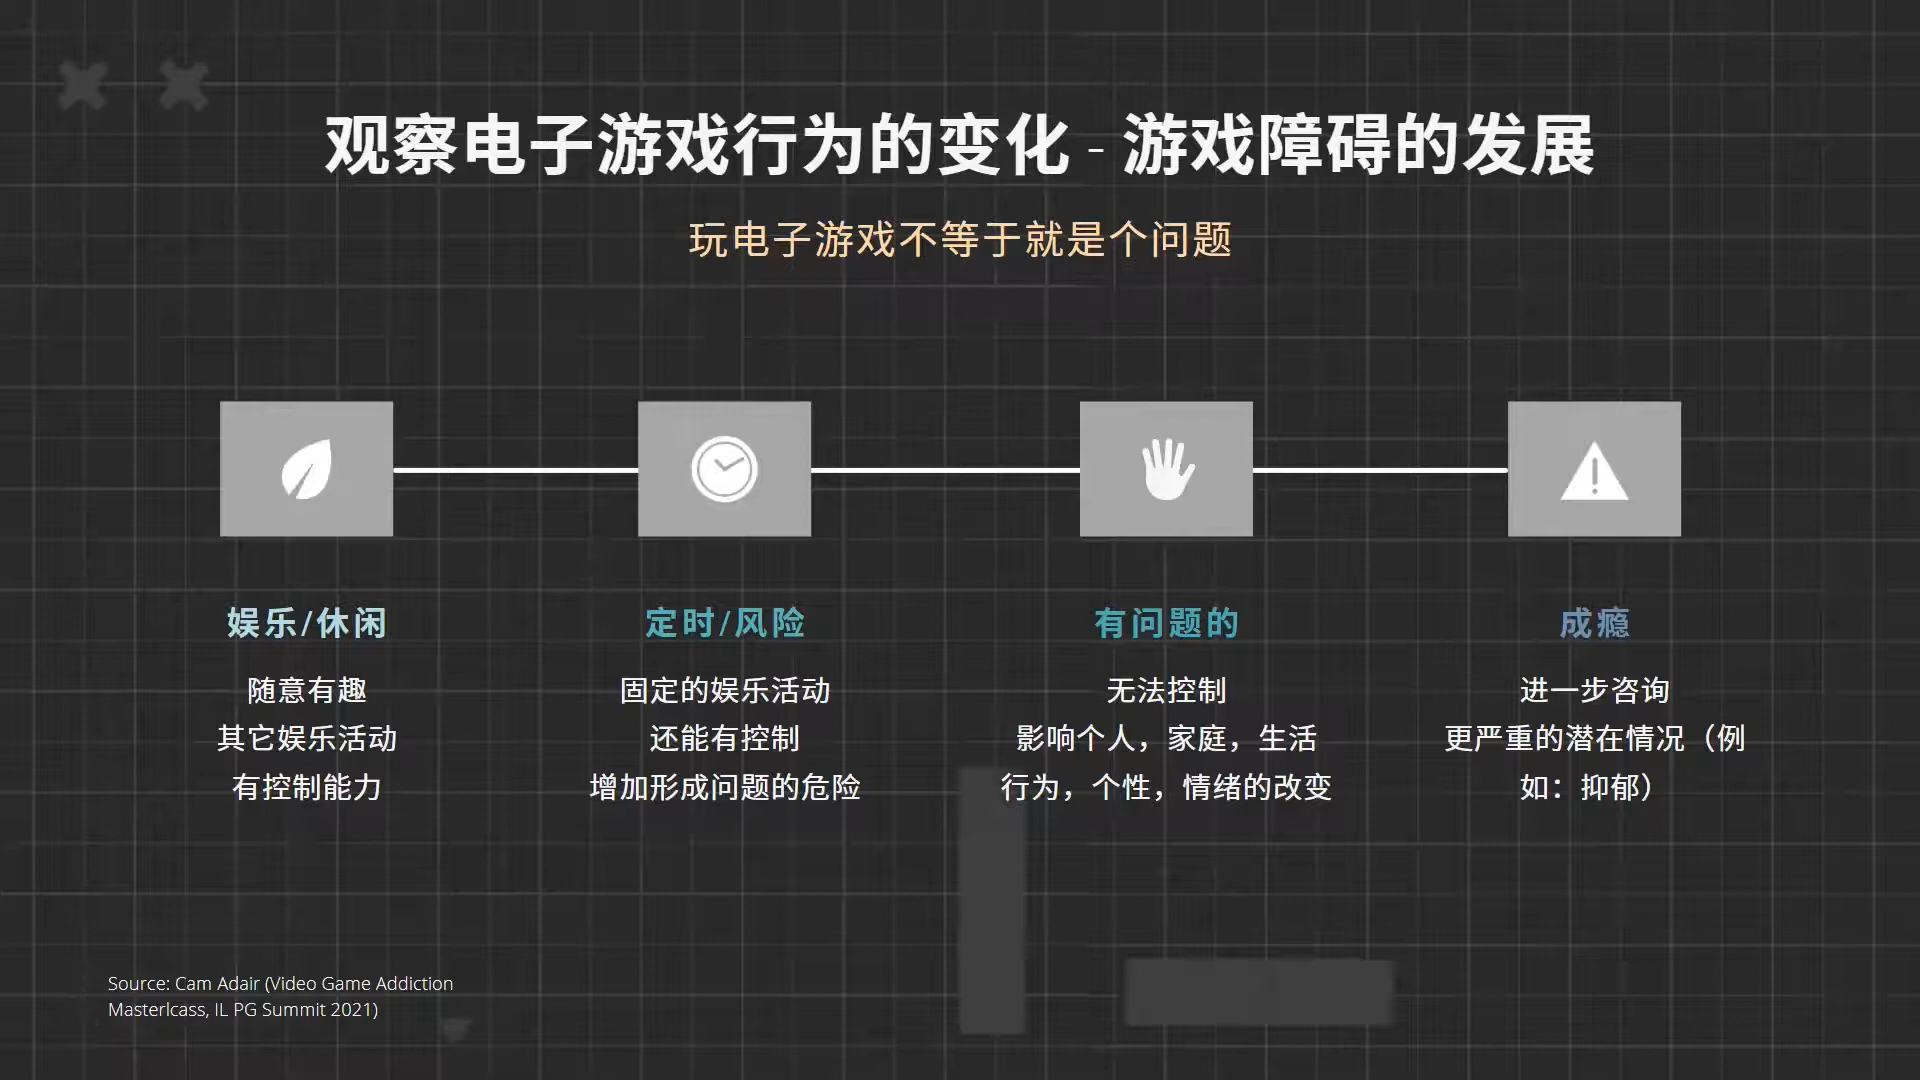 观察电子游戏行为的变化 - 游戏障碍的发展
玩电子游戏不等于就是个问题
娱乐/休闲
随意有趣
其它娱乐活动
有控制能力
定时/风险
固定的娱乐活动
还能有控制
增加形成问题的危险
有问题的
无法控制
影响个人，家庭，生活
行为，个性，情绪的改变
成瘾
进一步咨询
更严重的潜在情况（例
如：抑郁）
Source: Cam Adair (Video Game Addiction
Masterlcass, IL PG Summit 2021)